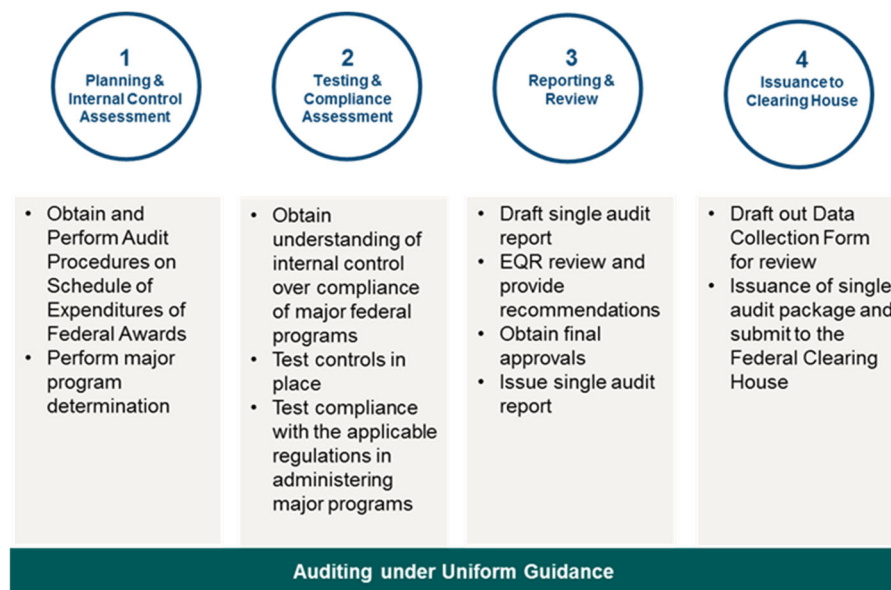 1
Planning &
Internal Control
Assessment
2
Testing &
Compliance
Assessment
3
Reporting &
Review
4
Issuance to
Clearing House
• Obtain and
Perform Audit
Procedures on
Schedule of
Expenditures of
Federal Awards
• Perform major
program
determination
• Obtain
understanding of
internal control
over compliance
of major federal
programs
• Test controls in
place
• Test compliance
with the applicable
regulations in
administering
major programs
• Draft single audit
report
• EQR review and
provide
recommendations
• Obtain final
approvals
• Issue single audit
report
• Draft out Data
Collection Form
for review
• Issuance of single
audit package and
submit to the
Federal Clearing
House
Auditing under Uniform Guidance